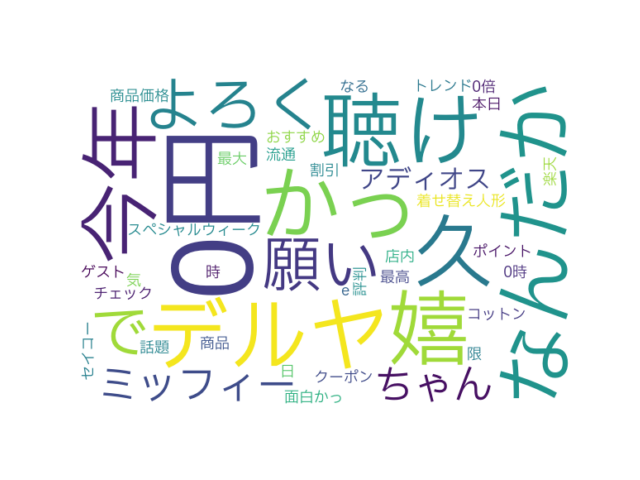 商品価格
よろく
なる
トレンド
0倍
本日
聴け
今年
0円
最大
おすすめ
流通
割引
アディオス
着せ替え人形
楽天
なんだか
かっ
スペシャルウィーク
願い
久
店内
ポイント
ゲスト
気
時
チェック
e
評判
最高
0時
で
デルヤ
嬉
コットン
セイコー
話題
商品
限
ミッフィー
日
クーポン
ちゃん
面白かっ